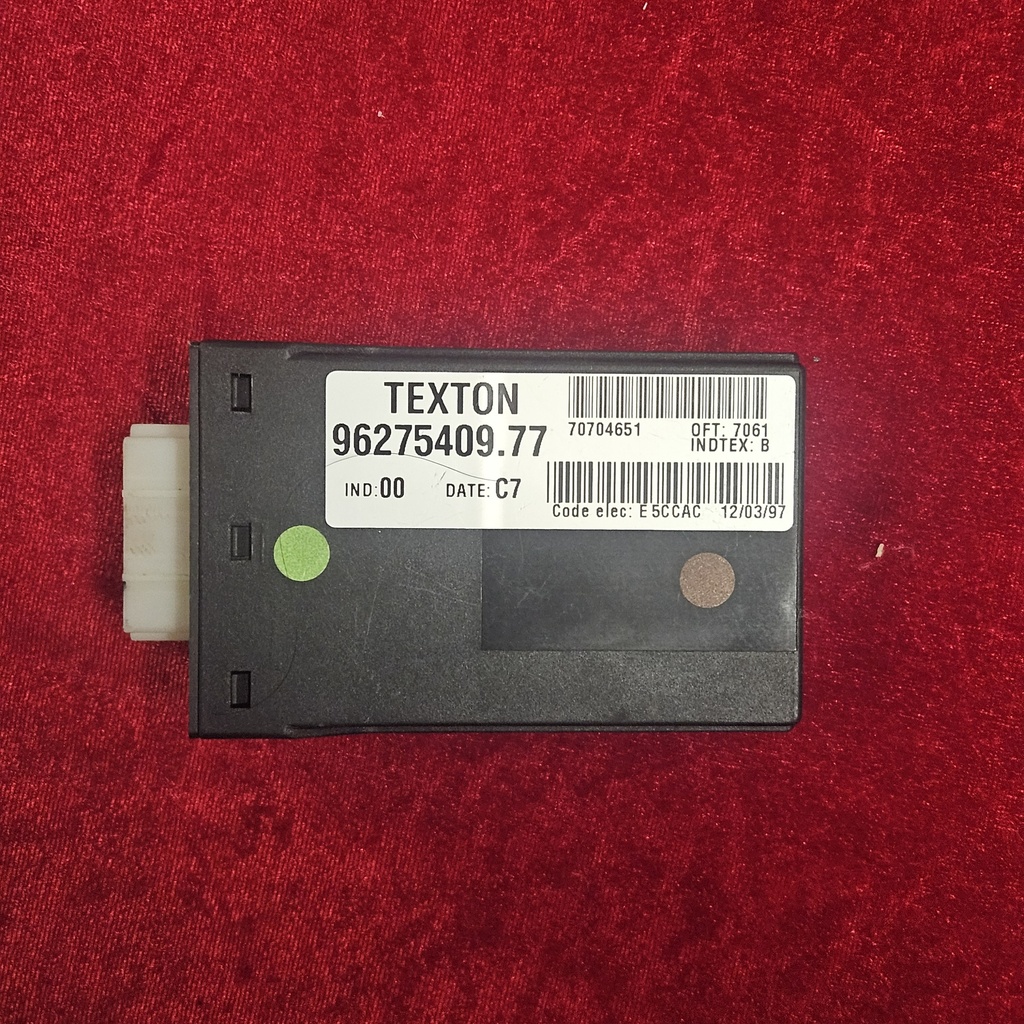 TEXTON
96275409.77
IND:00 DATE:C7
70704651 OFT: 7061
INDTEX: B
Code elec: E5CCAC 12/03/97